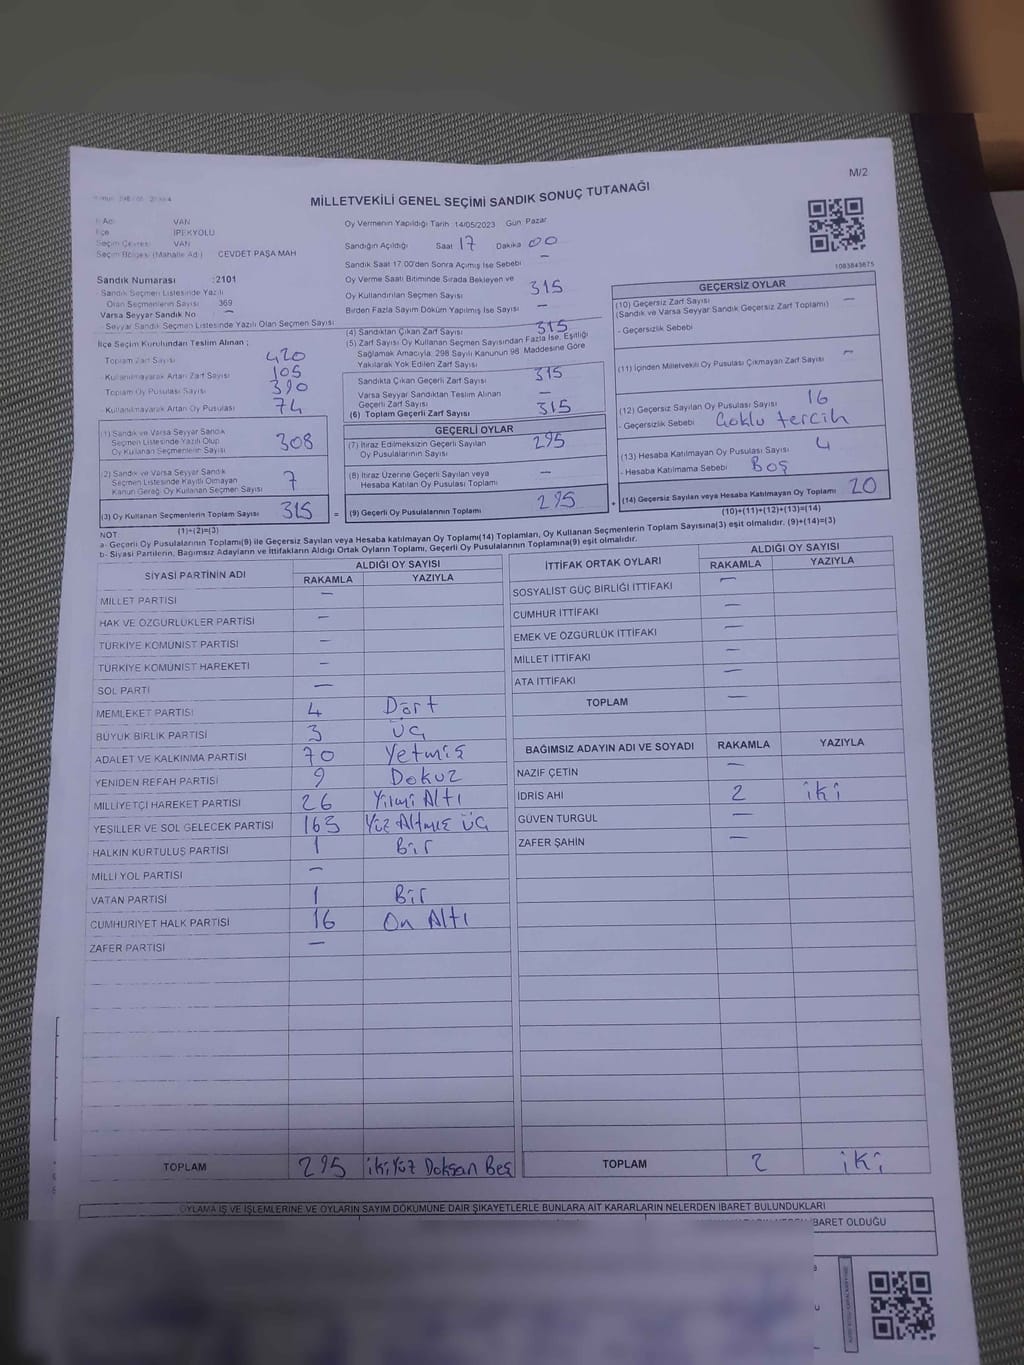 M/2
MİLLETVEKİLİ GENEL SEÇİMİ SANDIK SONUÇ TUTANAĞI
VAN
İPEKYOLU
Seçim Çevresi VAN
Seçim Bölgesi (Mahalle Adı) CEVDET PAŞA MAH
Sandık Numarası :2101
Sandık Seçmen Listesinde Yazılı
Olan Seçmenlerin Sayısı 369
Varsa Seyyar Sandık No —
- Seyyar Sandık Seçmen Listesinde Yazılı Olan Seçmen Sayısı
Oy Vermenin Yapıldığı Tarih 14/05/2023 Gün Pazar
Sandığın Açıldığı Saat 17 Dakika 00
Sandık Saat 17:00'den Sonra Açımış İse Sebebi —
Oy Verme Saati Bitiminde Sırada Bekleyen ve
Oy Kullandırılan Seçmen Sayısı 315
Birden Fazla Sayım Döküm Yapılmış İse Sayısı —
1083843675
İlçe Seçim Kurulundan Teslim Alınan ;
Toplam Zarf Sayısı 420
- Kullanılmayarak Artan Zarf Sayısı 105
Toplam Oy Pusulası Sayısı 390
- Kullanılmayarak Artan Oy Pusulası 74
(1) Sandık ve Varsa Seyyar Sandık
Seçmen Listesinde Yazılı Olup
Oy Kullanan Seçmenlerin Sayısı 308
(2) Sandık ve Varsa Seyyar Sandık
Seçmen Listesinde Kayıtlı Olmayan
Kanun Gereği Oy Kullanan Seçmen Sayısı 7
(3) Oy Kullanan Seçmenlerin Toplam Sayısı 315 =
(1)+(2)=(3)
(4) Sandıktan Çıkan Zarf Sayısı 315
(5) Zarf Sayısı Oy Kullanan Seçmen Sayısından Fazla İse, Eşitliği
Sağlamak Amacıyla, 298 Sayılı Kanunun 98. Maddesine Göre
Yakılarak Yok Edilen Zarf Sayısı
Sandıkta Çıkan Geçerli Zarf Sayısı 315
Varsa Seyyar Sandıktan Teslim Alınan
Geçerli Zarf Sayısı —
(6) Toplam Geçerli Zarf Sayısı 315
GEÇERLİ OYLAR
(7) İtiraz Edilmeksizin Geçerli Sayılan
Oy Pusulalarının Sayısı 295
(8) İtiraz Üzerine Geçerli Sayılan veya
Hesaba Katılan Oy Pusulası Toplamı —
(9) Geçerli Oy Pusulalarının Toplamı 295 +
GEÇERSİZ OYLAR
(10) Geçersiz Zarf Sayısı
(Sandık ve Varsa Seyyar Sandık Geçersiz Zarf Toplamı) —
- Geçersizlik Sebebi
(11) İçinden Milletvekili Oy Pusulası Çıkmayan Zarf Sayısı —
(12) Geçersiz Sayılan Oy Pusulası Sayısı 16
- Geçersizlik Sebebi Çoklu tercih
(13) Hesaba Katılmayan Oy Pusulası Sayısı 4
- Hesaba Katılmama Sebebi Boş
(14) Geçersiz Sayılan veya Hesaba Katılmayan Oy Toplamı 20
(10)+(11)+(12)+(13)=(14)
NOT:
a- Geçerli Oy Pusulalarının Toplamı(9) ile Geçersiz Sayılan veya Hesaba katılmayan Oy Toplamı(14) Toplamları, Oy Kullanan Seçmenlerin Toplam Sayısına(3) eşit olmalıdır. (9)+(14)=(3)
b- Siyasi Partilerin, Bağımsız Adayların ve İttifakların Aldığı Ortak Oyların Toplamı, Geçerli Oy Pusulalarının Toplamına(9) eşit olmalıdır.
SİYASİ PARTİNİN ADI ALDIĞI OY SAYISI
RAKAMLA YAZIYLA
MİLLET PARTİSİ —
HAK VE ÖZGÜRLÜKLER PARTİSİ —
TÜRKİYE KOMÜNİST PARTİSİ —
TÜRKİYE KOMÜNİST HAREKETİ —
SOL PARTİ —
MEMLEKET PARTİSİ 4 Dört
BÜYÜK BİRLİK PARTİSİ 3 Üç
ADALET VE KALKINMA PARTİSİ 70 Yetmiş
YENİDEN REFAH PARTİSİ 9 Dokuz
MİLLİYETÇİ HAREKET PARTİSİ 26 Yirmi Altı
YEŞİLLER VE SOL GELECEK PARTİSİ 163 Yüz Altmış Üç
HALKIN KURTULUŞ PARTİSİ 1 Bir
MİLLİ YOL PARTİSİ —
VATAN PARTİSİ 1 Bir
CUMHURİYET HALK PARTİSİ 16 On Altı
ZAFER PARTİSİ —
TOPLAM 295 iki Yüz Doksan Beş
İTTİFAK ORTAK OYLARI ALDIĞI OY SAYISI
RAKAMLA YAZIYLA
SOSYALİST GÜÇ BİRLİĞİ İTTİFAKI —
CUMHUR İTTİFAKI —
EMEK VE ÖZGÜRLÜK İTTİFAKI —
MİLLET İTTİFAKI —
ATA İTTİFAKI —
TOPLAM —
BAĞIMSIZ ADAYIN ADI VE SOYADI RAKAMLA YAZIYLA
NAZİF ÇETİN —
İDRİS AHİ 2 iki
GÜVEN TURGUL —
ZAFER ŞAHİN —
TOPLAM 2 iki
OYLAMA İŞ VE İŞLEMLERİNE VE OYLARIN SAYIM DÖKÜMÜNE DAİR ŞİKAYETLERLE BUNLARA AİT KARARLARIN NELERDEN İBARET BULUNDUKLARI
BARET OLDUĞU